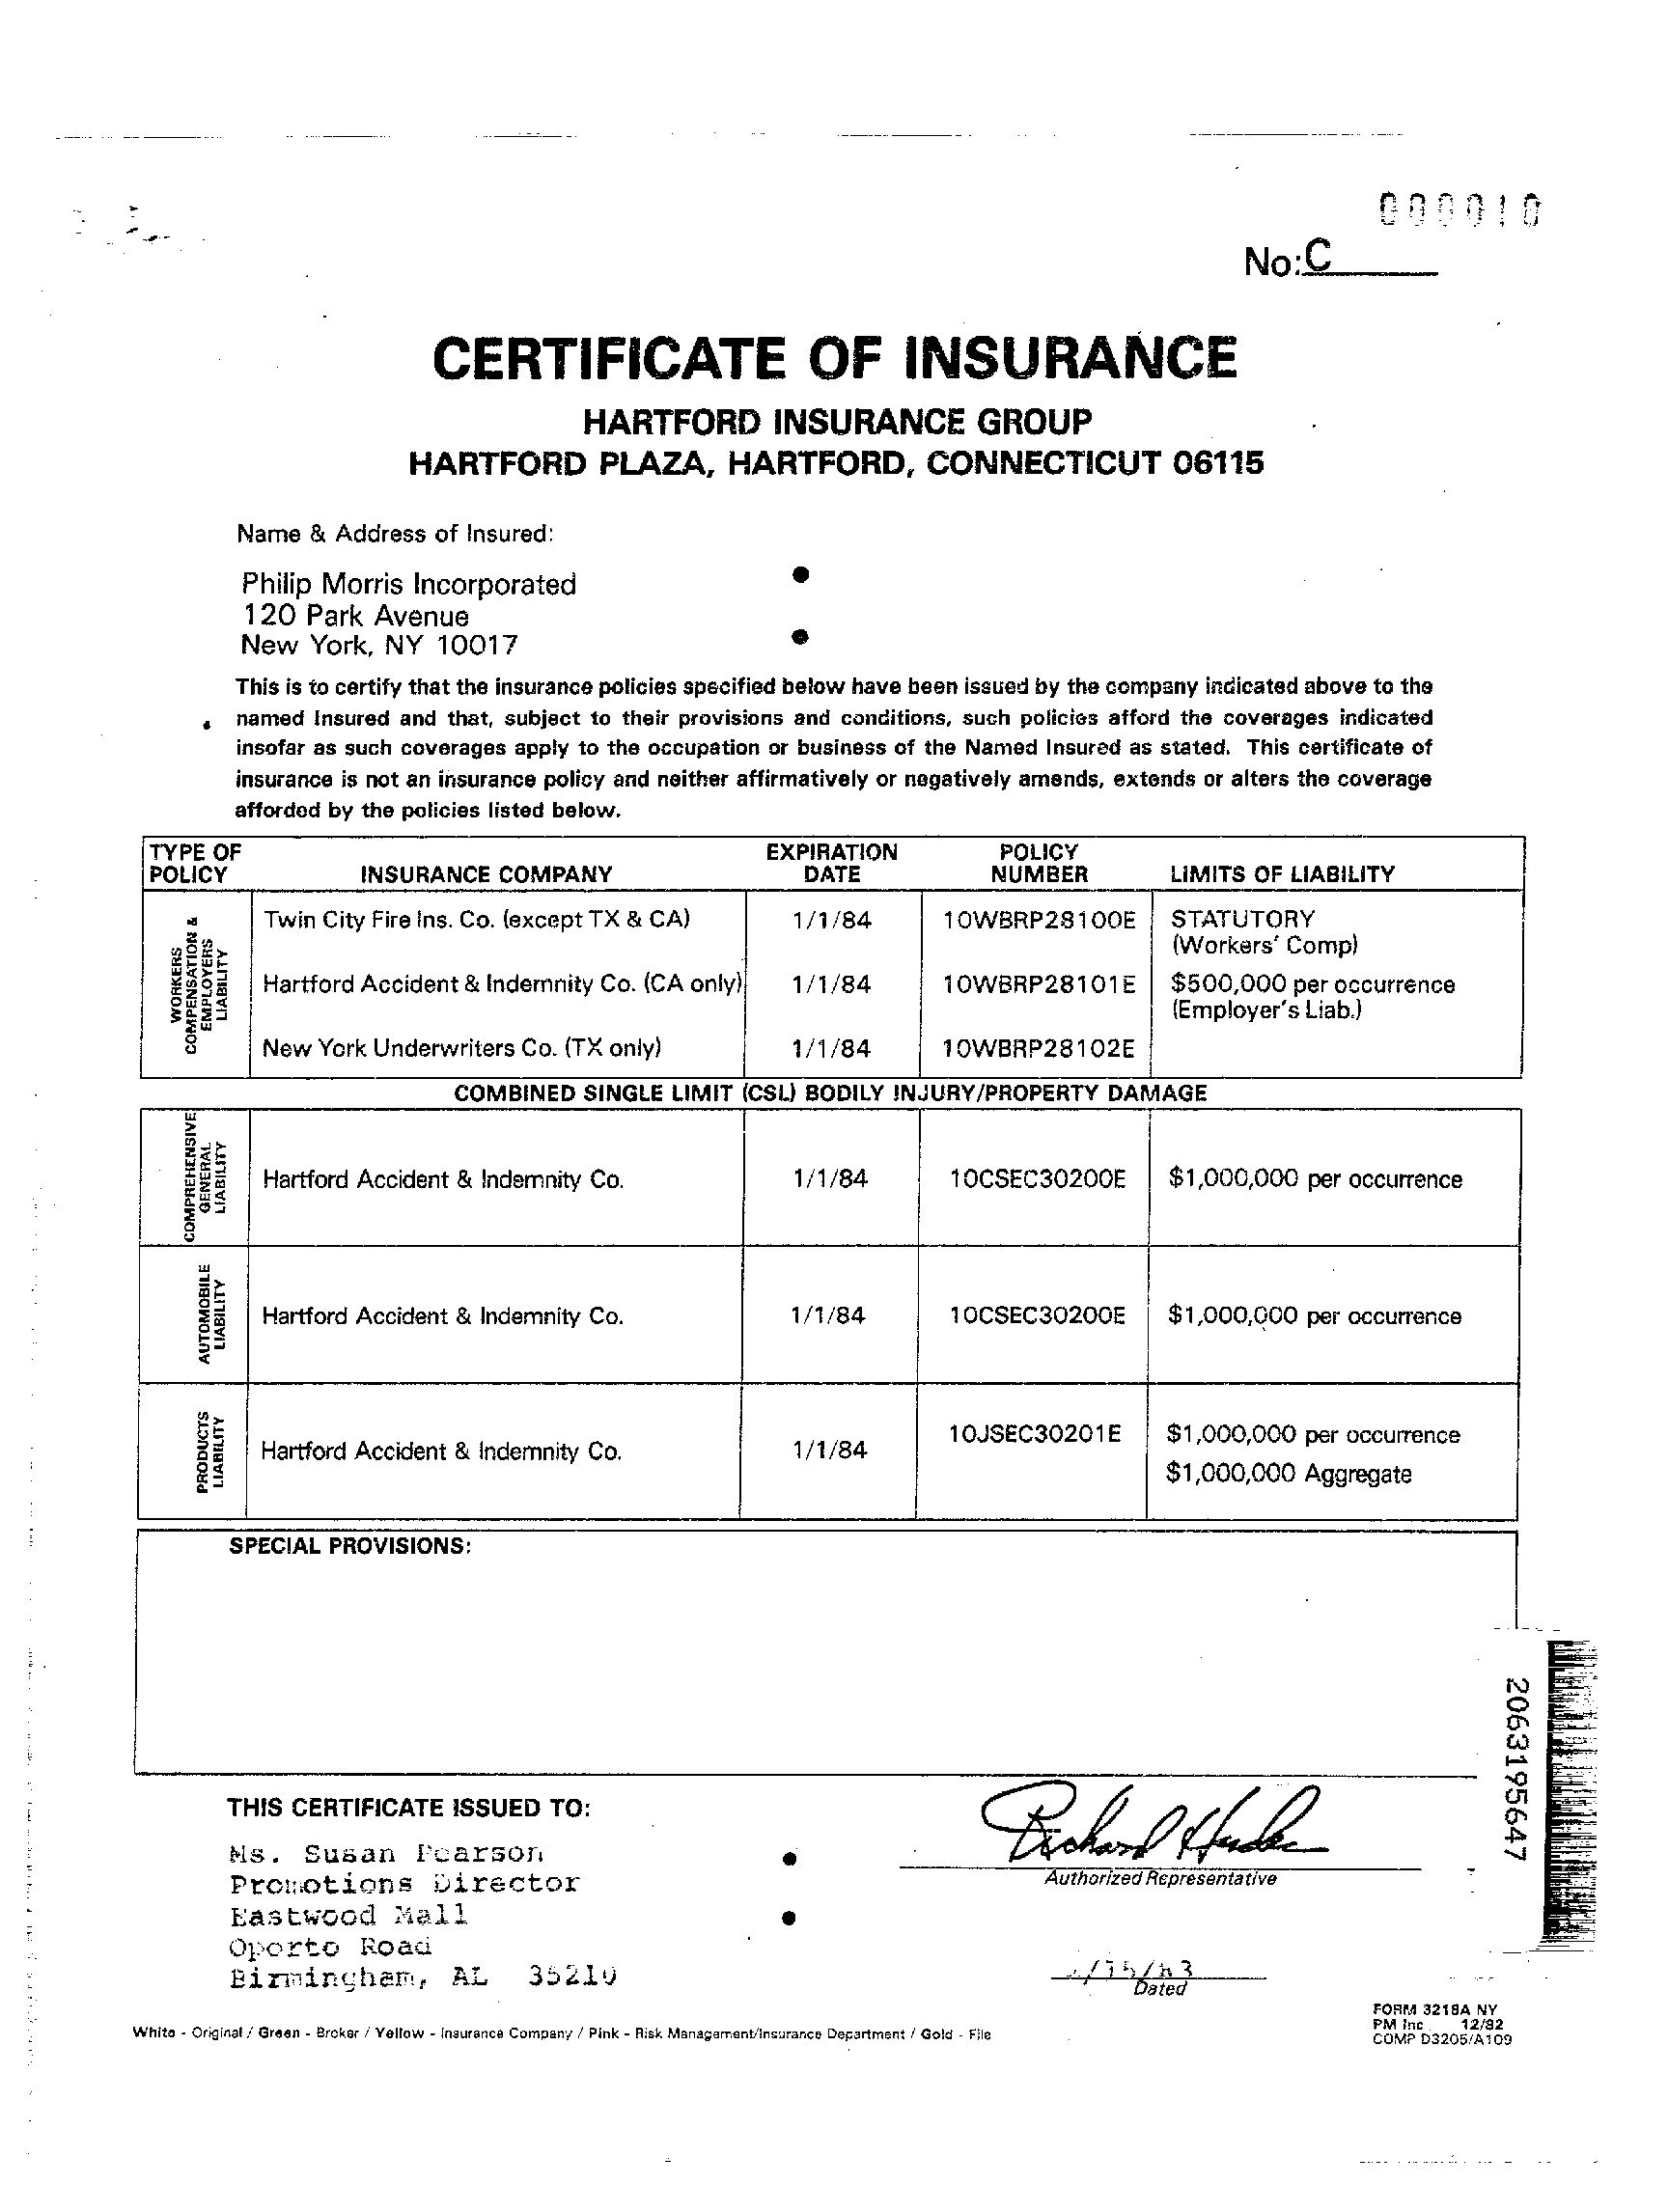 000010
No: C
CERTIFICATE OF INSURANCE
HARTFORD INSURANCE GROUP
HARTFORD PLAZA, HARTFORD, CONNECTICUT 06115
Name & Address of Insured:
Philip Morris Incorporated
120 Park Avenue
New York, NY 10017
This is to certify that the insurance policies specified below have been issued by the company indicated above to the
named Insured and that, subject to their provisions and conditions, such policies afford the coverages indicated
insofar as such coverages apply to the occupation or business of the Named Insured as stated. This certificate of
insurance is not an insurance policy and neither affirmatively or negatively amends, extends or alters the coverage
afforded by the policies listed below.
TYPE OF POLICY INSURANCE COMPANY EXPIRATION DATE POLICY NUMBER LIMITS OF LIABILITY
WORKERS COMPENSATION & EMPLOYERS LIABILITY
Twin City Fire Ins. Co. (except TX & CA) 1/1/84 10WBRP28100E STATUTORY
(Workers' Comp)
Hartford Accident & Indemnity Co. (CA only) 1/1/84 10WBRP28101E $500,000 per occurrence
(Employer's Liab.)
New York Underwriters Co. (TX only) 1/1/84 10WBRP28102E
COMBINED SINGLE LIMIT (CSL) BODILY INJURY/PROPERTY DAMAGE
COMPREHENSIVE GENERAL LIABILITY
Hartford Accident & Indemnity Co. 1/1/84 10CSEC30200E $1,000,000 per occurrence
AUTOMOBILE LIABILITY
Hartford Accident & Indemnity Co. 1/1/84 10CSEC30200E $1,000,000 per occurrence
PRODUCTS LIABILITY
Hartford Accident & Indemnity Co. 1/1/84 10JSEC30201E $1,000,000 per occurrence
$1,000,000 Aggregate
SPECIAL PROVISIONS:
2063195647
THIS CERTIFICATE ISSUED TO:
Ms. Susan Pearson
Promotions Director
Eastwood Mall
Oporto Road
Birmingham, AL 35210
Richard
Authorized Representative
Dated
FORM 3218A NY
PM Inc. 12/82
COMP D3205/A109
White - Original / Green - Broker / Yellow - Insurance Company / Pink - Risk Management/Insurance Department / Gold - File